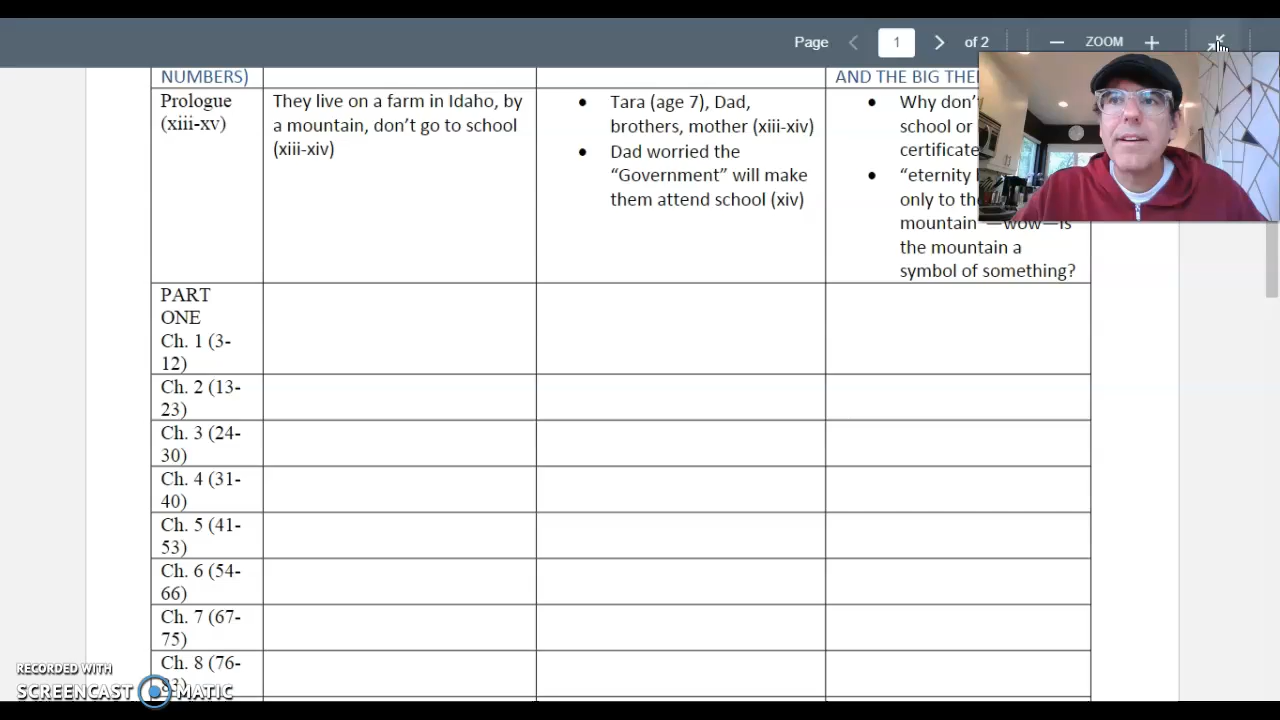 Page 1 of 2 ZOOM
NUMBERS) AND THE BIG
Prologue
(xiii-xv)
They live on a farm in Idaho, by
a mountain, don't go to school
(xiii-xiv)
• Tara (age 7), Dad,
brothers, mother (xiii-xiv)
• Dad worried the
"Government" will make
them attend school (xiv)
• Why
school or
certificate
• "eternity
only to
mountain"—wow—is
the mountain a
symbol of something?
PART
ONE
Ch. 1 (3-
12)
Ch. 2 (13-
23)
Ch. 3 (24-
30)
Ch. 4 (31-
40)
Ch. 5 (41-
53)
Ch. 6 (54-
66)
Ch. 7 (67-
75)
Ch. 8 (76-
83)
RECORDED WITH
SCREENCAST MATIC